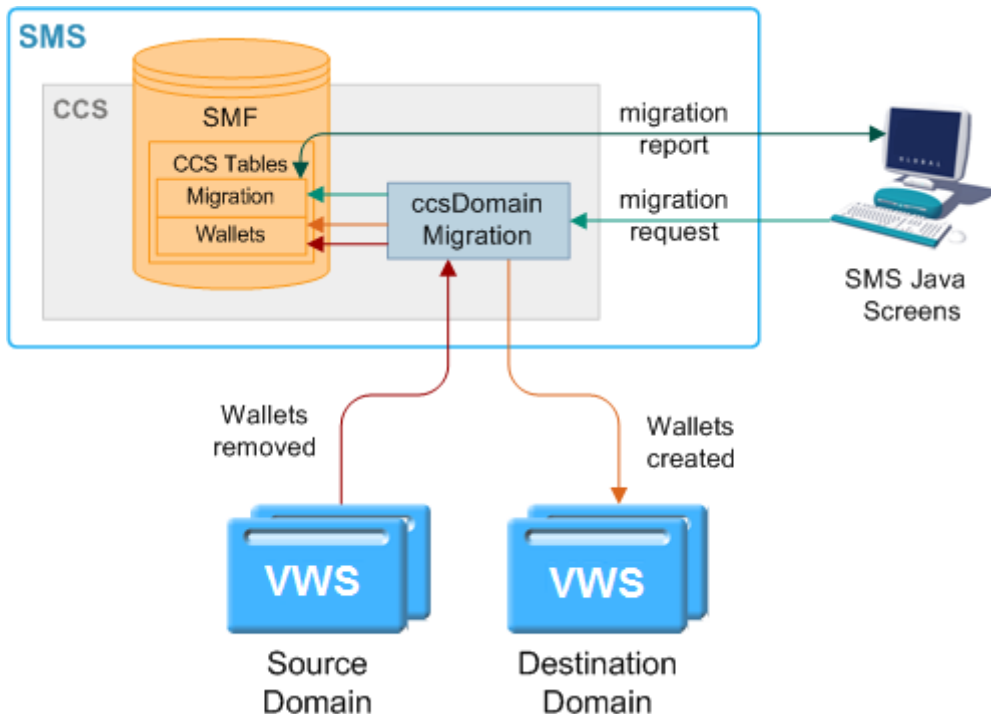 SMS
CCS
SMF
CCS Tables
Migration
Wallets
ccsDomain
Migration
migration
report
migration
request
GLOBAL
SMS Java
Screens
Wallets
removed
Wallets
created
VWS
VWS
Source
Domain
Destination
Domain